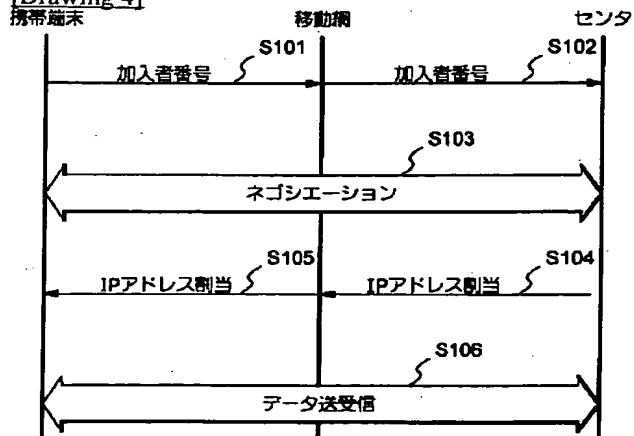 [Drawing 4]
携帯端末 移動網 センタ
S101 S102
加入者番号 加入者番号
S103
ネゴシエーション
S105 S104
IPアドレス割当 IPアドレス割当
S106
データ送受信